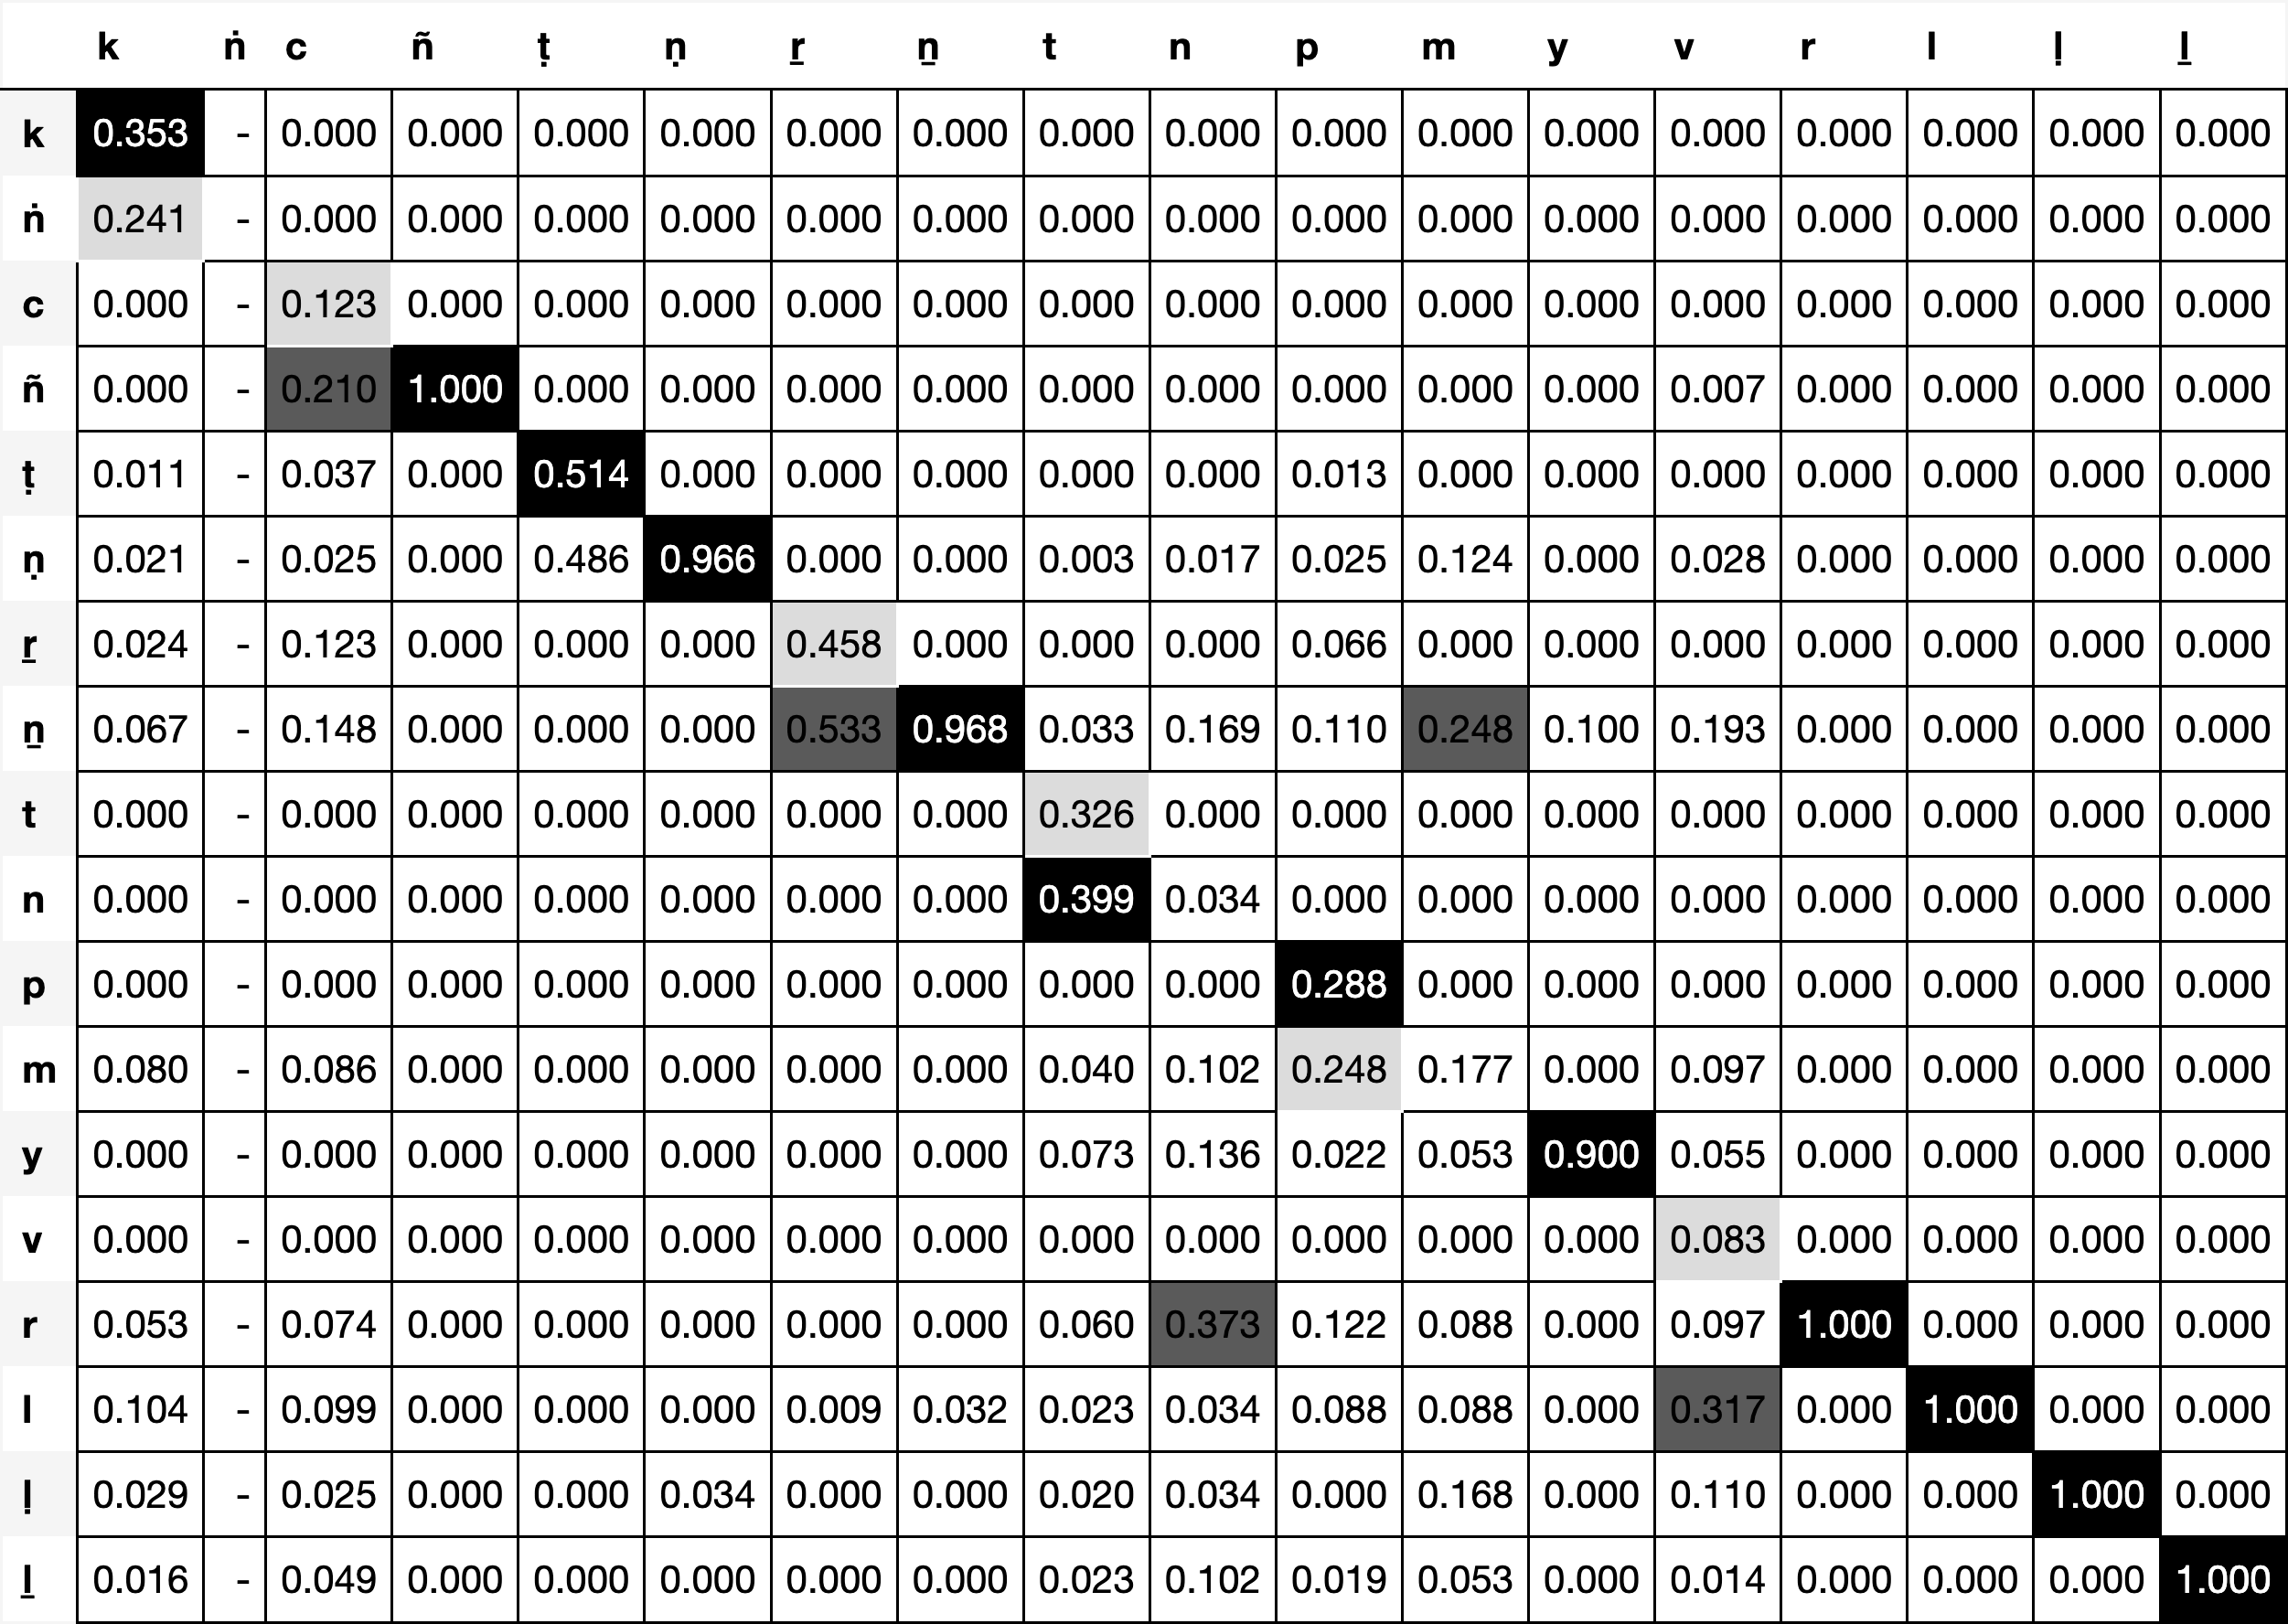 k ṅ c ñ ṭ ṇ ṟ ṉ t n p m y v r l ḷ ḻ
k 0.353 - 0.000 0.000 0.000 0.000 0.000 0.000 0.000 0.000 0.000 0.000 0.000 0.000 0.000 0.000 0.000 0.000
ṅ 0.241 - 0.000 0.000 0.000 0.000 0.000 0.000 0.000 0.000 0.000 0.000 0.000 0.000 0.000 0.000 0.000 0.000
c 0.000 - 0.123 0.000 0.000 0.000 0.000 0.000 0.000 0.000 0.000 0.000 0.000 0.000 0.000 0.000 0.000 0.000
ñ 0.000 - 0.210 1.000 0.000 0.000 0.000 0.000 0.000 0.000 0.000 0.000 0.000 0.007 0.000 0.000 0.000 0.000
ṭ 0.011 - 0.037 0.000 0.514 0.000 0.000 0.000 0.000 0.000 0.013 0.000 0.000 0.000 0.000 0.000 0.000 0.000
ṇ 0.021 - 0.025 0.000 0.486 0.966 0.000 0.000 0.003 0.017 0.025 0.124 0.000 0.028 0.000 0.000 0.000 0.000
ṟ 0.024 - 0.123 0.000 0.000 0.000 0.458 0.000 0.000 0.000 0.066 0.000 0.000 0.000 0.000 0.000 0.000 0.000
ṉ 0.067 - 0.148 0.000 0.000 0.000 0.533 0.968 0.033 0.169 0.110 0.248 0.100 0.193 0.000 0.000 0.000 0.000
t 0.000 - 0.000 0.000 0.000 0.000 0.000 0.000 0.326 0.000 0.000 0.000 0.000 0.000 0.000 0.000 0.000 0.000
n 0.000 - 0.000 0.000 0.000 0.000 0.000 0.000 0.399 0.034 0.000 0.000 0.000 0.000 0.000 0.000 0.000 0.000
p 0.000 - 0.000 0.000 0.000 0.000 0.000 0.000 0.000 0.000 0.288 0.000 0.000 0.000 0.000 0.000 0.000 0.000
m 0.080 - 0.086 0.000 0.000 0.000 0.000 0.000 0.040 0.102 0.248 0.177 0.000 0.097 0.000 0.000 0.000 0.000
y 0.000 - 0.000 0.000 0.000 0.000 0.000 0.000 0.073 0.136 0.022 0.053 0.900 0.055 0.000 0.000 0.000 0.000
v 0.000 - 0.000 0.000 0.000 0.000 0.000 0.000 0.000 0.000 0.000 0.000 0.000 0.083 0.000 0.000 0.000 0.000
r 0.053 - 0.074 0.000 0.000 0.000 0.000 0.000 0.060 0.373 0.122 0.088 0.000 0.097 1.000 0.000 0.000 0.000
l 0.104 - 0.099 0.000 0.000 0.000 0.009 0.032 0.023 0.034 0.088 0.088 0.000 0.317 0.000 1.000 0.000 0.000
ḷ 0.029 - 0.025 0.000 0.000 0.034 0.000 0.000 0.020 0.034 0.000 0.168 0.000 0.110 0.000 0.000 1.000 0.000
ḻ 0.016 - 0.049 0.000 0.000 0.000 0.000 0.000 0.023 0.102 0.019 0.053 0.000 0.014 0.000 0.000 0.000 1.000